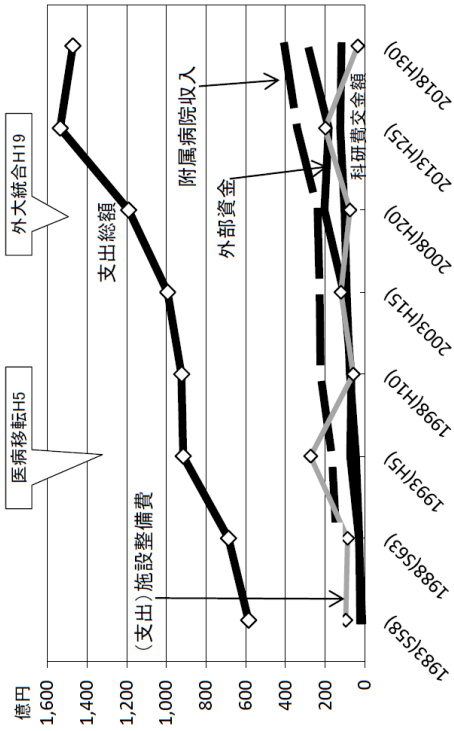 億円
1,600
1,400
1,200
1,000
800
600
400
200
0
医病移転H5
外大統合H19
支出総額
附属病院収入
外部資金
科研費交金額
(支出)施設整備費
1983(S58)
1988(S63)
1993(H5)
1998(H10)
2003(H15)
2008(H20)
2013(H25)
2018(H30)